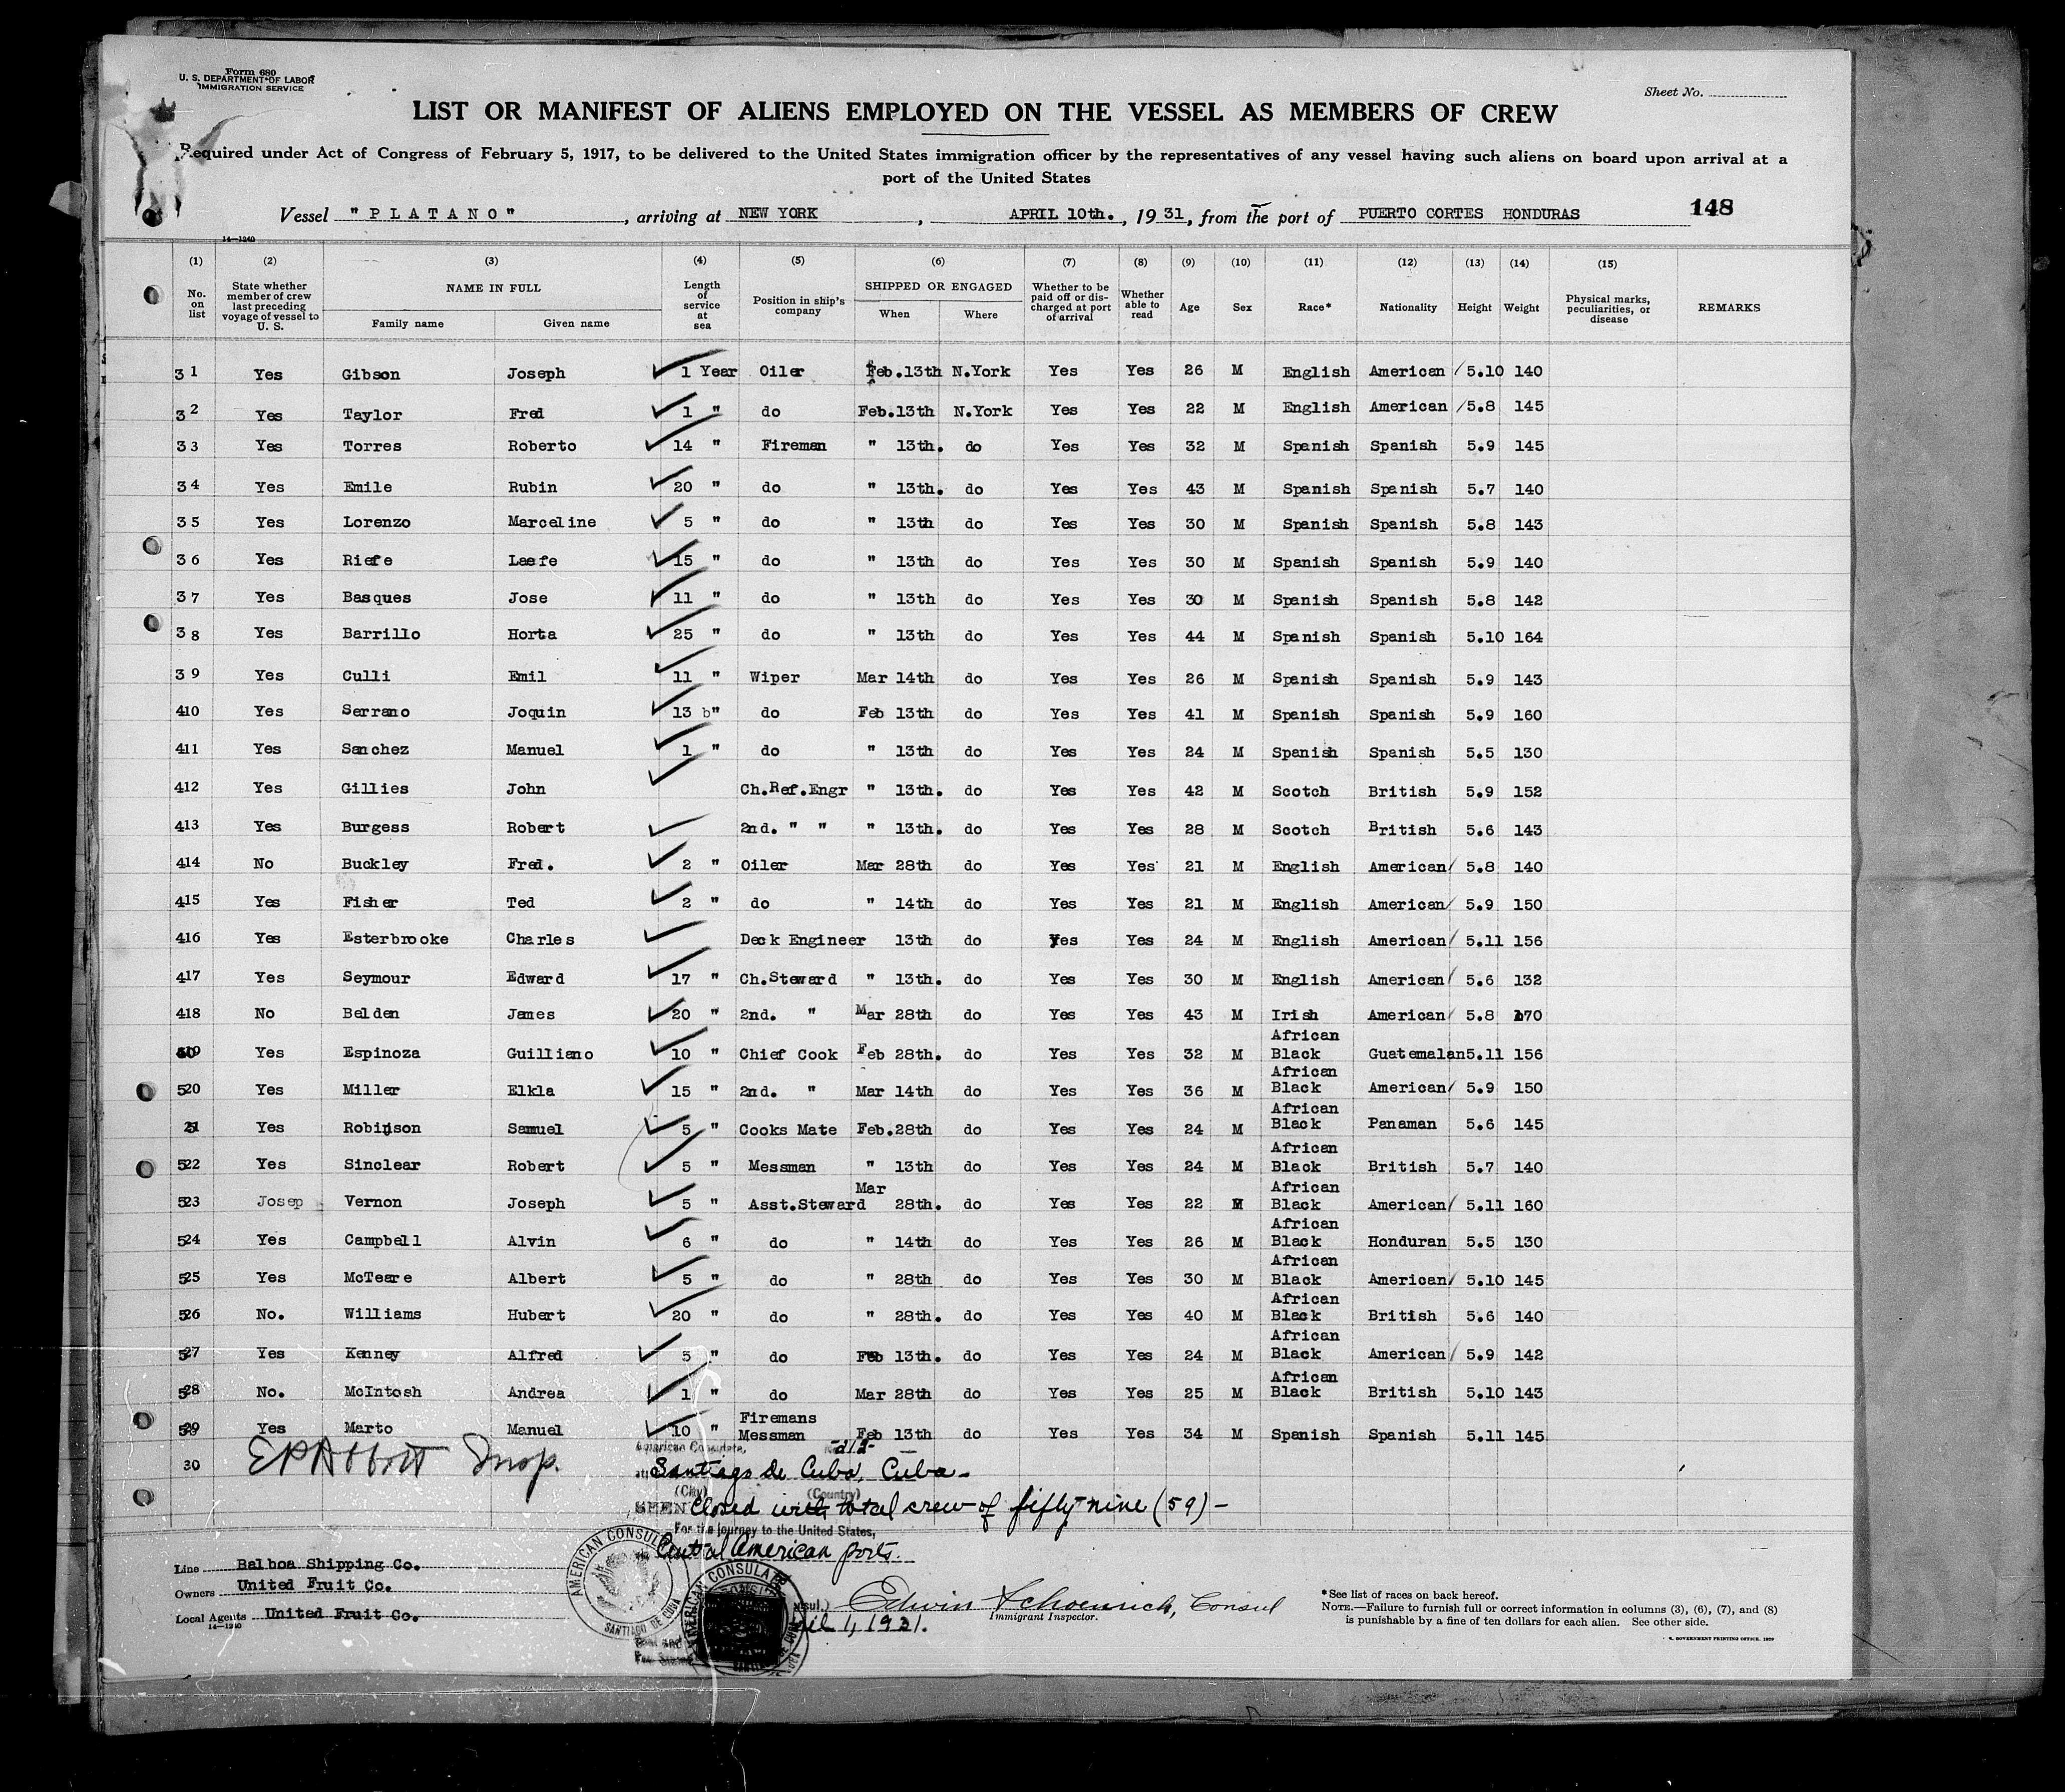 Form 680
U. S. DEPARTMENT OF LABOR
IMMIGRATION SERVICE
Sheet No.
LIST OR MANIFEST OF ALIENS EMPLOYED ON THE VESSEL AS MEMBERS OF CREW
Required under Act of Congress of February 5, 1917, to be delivered to the United States immigration officer by the representatives of any vessel having such aliens on board upon arrival at a
port of the United States
Vessel "PLATANO", arriving at NEW YORK, APRIL 10th., 1931, from the port of PUERTO CORTES HONDURAS 148
14—1240
(1) (2) (3) (4) (5) (6) (7) (8) (9) (10) (11) (12) (13) (14) (15)
No. on list State whether member of crew last preceding voyage of vessel to U. S. NAME IN FULL Family name Given name Length of service at sea Position in ship's company SHIPPED OR ENGAGED When Where Whether to be paid off or discharged at port of arrival Whether able to read Age Sex Race* Nationality Height Weight Physical marks, peculiarities, or disease REMARKS
31 Yes Gibson Joseph 1 Year Oiler Feb.13th N.York Yes Yes 26 M English American 5.10 140
32 Yes Taylor Fred 1 " do Feb.13th N.York Yes Yes 22 M English American 5.8 145
33 Yes Torres Roberto 14 " Fireman " 13th. do Yes Yes 32 M Spanish Spanish 5.9 145
34 Yes Emile Rubin 20 " do " 13th. do Yes Yes 43 M Spanish Spanish 5.7 140
35 Yes Lorenzo Marceline 5 " do " 13th do Yes Yes 30 M Spanish Spanish 5.8 143
36 Yes Riefe Laefe 15 " do " 13th do Yes Yes 30 M Spanish Spanish 5.9 140
37 Yes Basques Jose 11 " do " 13th do Yes Yes 30 M Spanish Spanish 5.8 142
38 Yes Barrillo Horta 25 " do " 13th do Yes Yes 44 M Spanish Spanish 5.10 164
39 Yes Culli Emil 11 " Wiper Mar 14th do Yes Yes 26 M Spanish Spanish 5.9 143
410 Yes Serrano Joquin 13 b" do Feb 13th do Yes Yes 41 M Spanish Spanish 5.9 160
411 Yes Sanchez Manuel 1 " do " 13th do Yes Yes 24 M Spanish Spanish 5.5 130
412 Yes Gillies John Ch.Ref.Engr " 13th. do Yes Yes 42 M Scotch British 5.9 152
413 Yes Burgess Robert 2nd. " " " 13th. do Yes Yes 28 M Scotch British 5.6 143
414 No Buckley Fred. 2 " Oiler Mar 28th do Yes Yes 21 M English American 5.8 140
415 Yes Fisher Ted 2 " do " 14th do Yes Yes 21 M English American 5.9 150
416 Yes Esterbrooke Charles Deck Engineer 13th do Yes Yes 24 M English American 5.11 156
417 Yes Seymour Edward 17 " Ch.Steward " 13th. do Yes Yes 30 M English American 5.6 132
418 No Belden James 20 " 2nd. " Mar 28th do Yes Yes 43 M Irish American 5.8 170
19 Yes Espinoza Guilliano 10 " Chief Cook Feb 28th. do Yes Yes 32 M African Black Guatemalan 5.11 156
520 Yes Miller Elkla 15 " 2nd. " Mar 14th do Yes Yes 36 M African Black American 5.9 150
21 Yes Robinson Samuel 5 " Cooks Mate Feb.28th do Yes Yes 24 M African Black Panaman 5.6 145
522 Yes Sinclear Robert 5 " Messman " 13th do Yes Yes 24 M African Black British 5.7 140
523 Josep Vernon Joseph 5 " Asst.Steward Mar 28th. do Yes Yes 22 M African Black American 5.11 160
524 Yes Campbell Alvin 6 " do " 14th do Yes Yes 26 M African Black Honduran 5.5 130
525 Yes McTeare Albert 5 " do " 28th do Yes Yes 30 M African Black American 5.10 145
526 No. Williams Hubert 20 " do " 28th. do Yes Yes 40 M African Black British 5.6 140
527 Yes Kenney Alfred 5 " do Feb 13th. do Yes Yes 24 M African Black American 5.9 142
528 No. McIntosh Andrea 1 " do Mar 28th do Yes Yes 25 M African Black British 5.10 143
529 Yes Marto Manuel 10 " Firemans Messman Feb 13th do Yes Yes 34 M Spanish Spanish 5.11 145
American Consulate,
30 E P Abbott Insp. Santiago de Cuba, Cuba
(City) (Country)
SEEN Closed with total crew of fifty-nine (59) -
For the journey to the United States,
Central American ports.
AMERICAN CONSULATE SANTIAGO DE CUBA
Line Balboa Shipping Co.
Owners United Fruit Co.
Local Agents United Fruit Co.
14—1240
Edwin Schoenrich, Consul
Immigrant Inspector.
1, 1931.
*See list of races on back hereof.
NOTE.—Failure to furnish full or correct information in columns (3), (6), (7), and (8)
is punishable by a fine of ten dollars for each alien. See other side.
GOVERNMENT PRINTING OFFICE. 1929